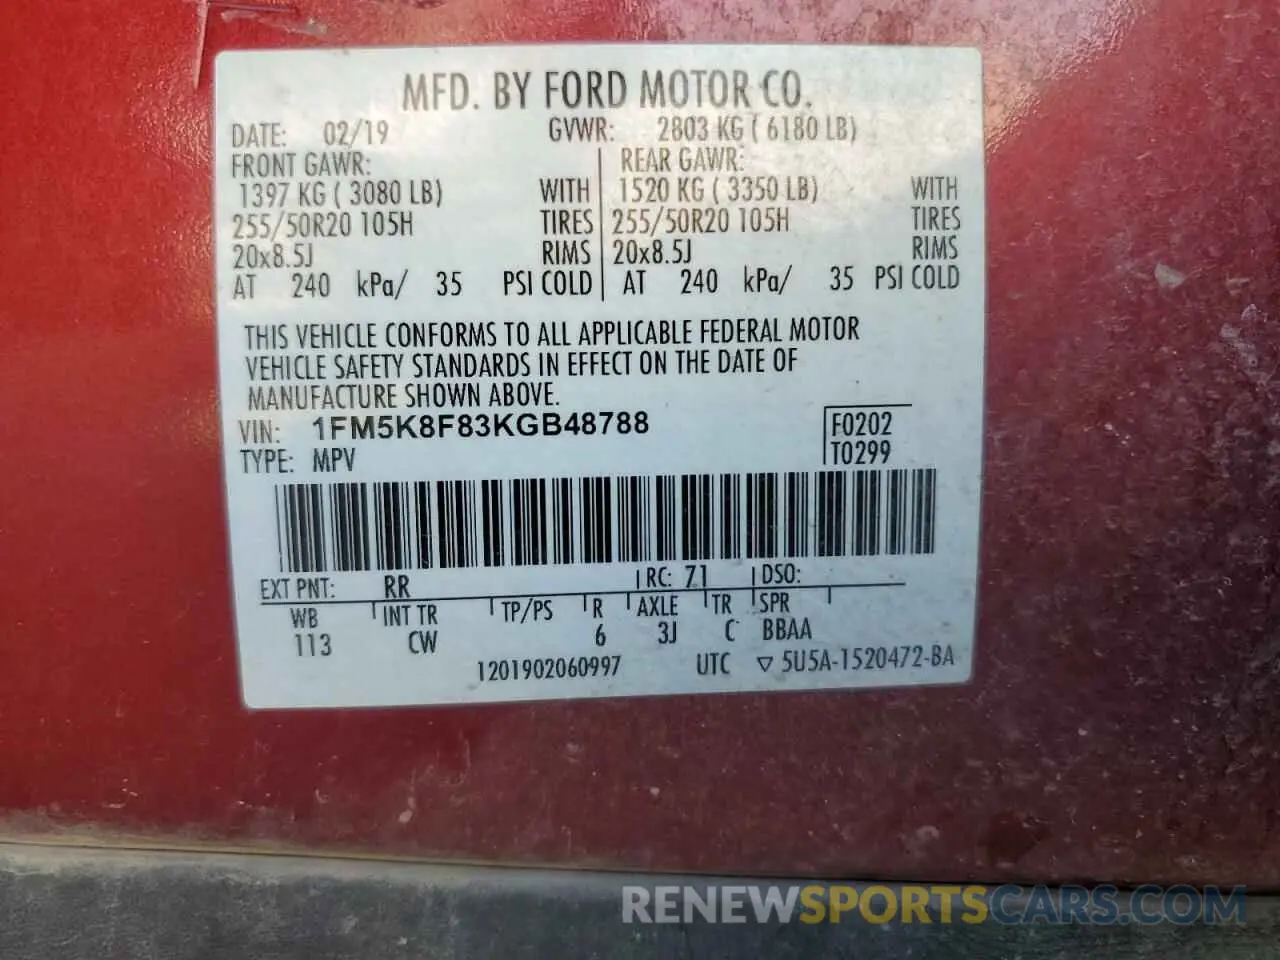 MFD. BY FORD MOTOR CO.
DATE: 02/19 GVWR: 2803 KG ( 6180 LB)
FRONT GAWR: REAR GAWR:
1397 KG ( 3080 LB) WITH 1520 KG ( 3350 LB) WITH
255/50R20 105H TIRES 255/50R20 105H TIRES
20x8.5J RIMS 20x8.5J RIMS
AT 240 kPa/ 35 PSI COLD AT 240 kPa/ 35 PSI COLD
THIS VEHICLE CONFORMS TO ALL APPLICABLE FEDERAL MOTOR
VEHICLE SAFETY STANDARDS IN EFFECT ON THE DATE OF
MANUFACTURE SHOWN ABOVE.
VIN: 1FM5K8F83KGB48788 F0202
TYPE: MPV T0299
EXT PNT: RR RC: 71 DSO:
WB INT TR TP/PS R AXLE TR SPR
113 CW 6 3J C BBAA
1201902060997 UTC ▽ 5U5A-1520472-BA
RENEWSPORTSCARS.COM